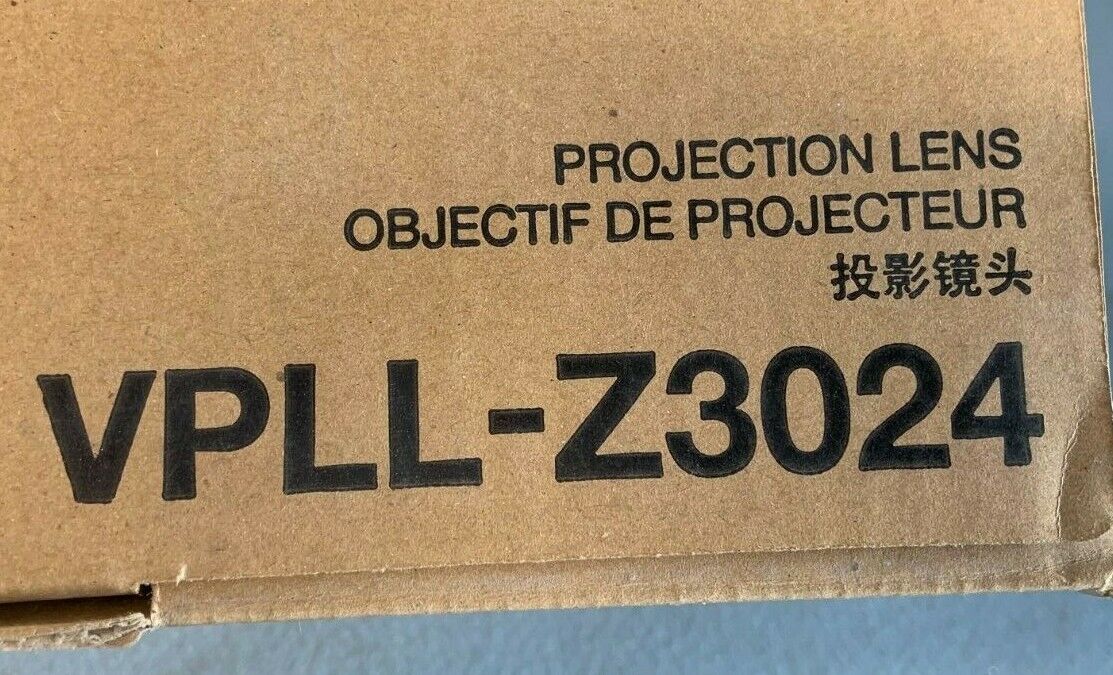 PROJECTION LENS
OBJECTIF DE PROJECTEUR
投影镜头
VPLL-Z3024